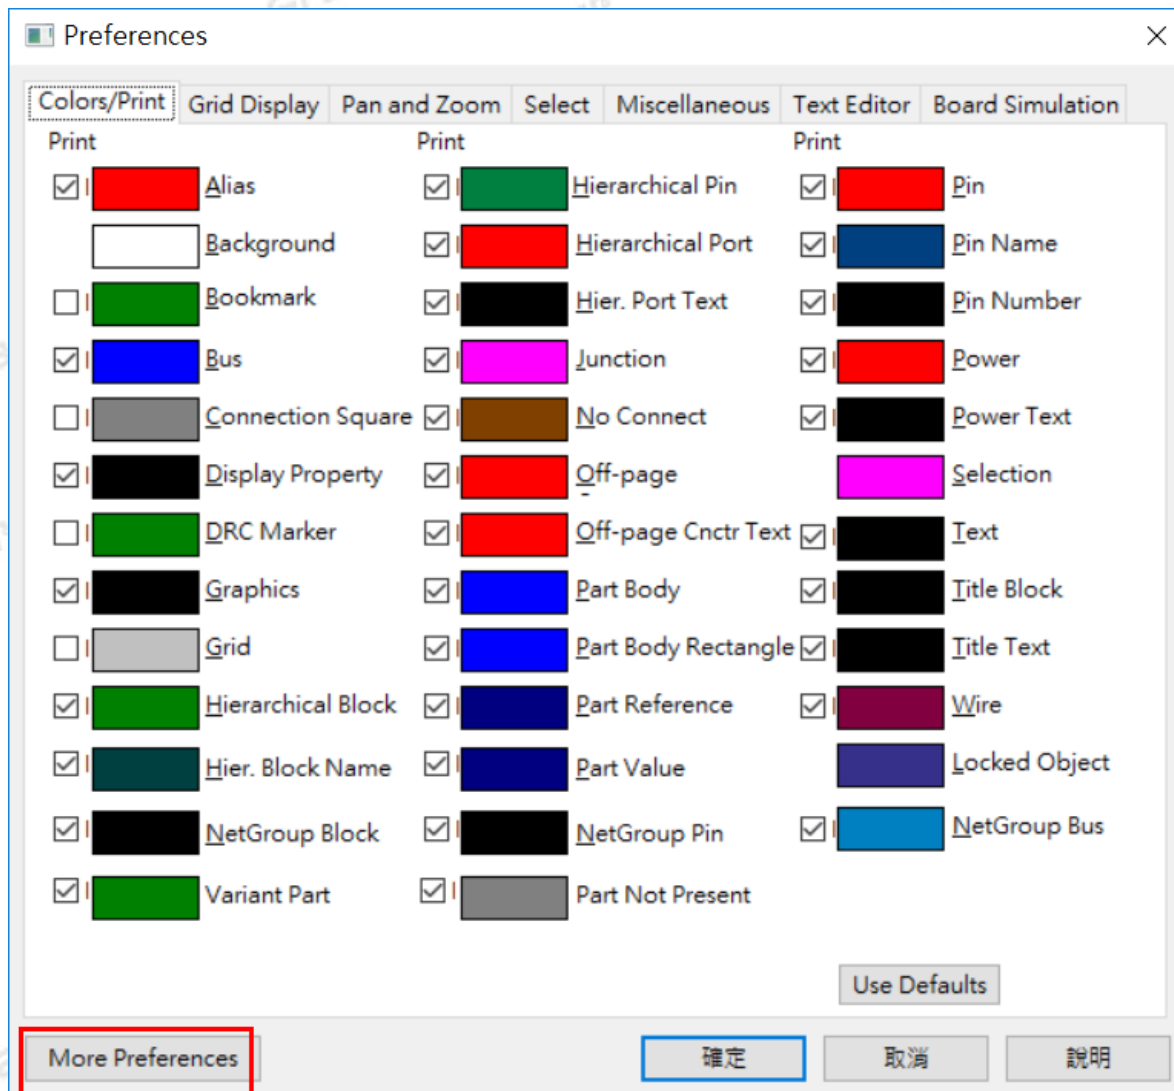 Preferences
Colors/Print Grid Display Pan and Zoom Select Miscellaneous Text Editor Board Simulation
Print Print Print
Alias Hierarchical Pin Pin
Background Hierarchical Port Pin Name
Bookmark Hier. Port Text Pin Number
Bus Junction Power
Connection Square No Connect Power Text
Display Property Off-page Selection
DRC Marker Off-page Cnctr Text Text
Graphics Part Body Title Block
Grid Part Body Rectangle Title Text
Hierarchical Block Part Reference Wire
Hier. Block Name Part Value Locked Object
NetGroup Block NetGroup Pin NetGroup Bus
Variant Part Part Not Present
Use Defaults
More Preferences 確定 取消 說明